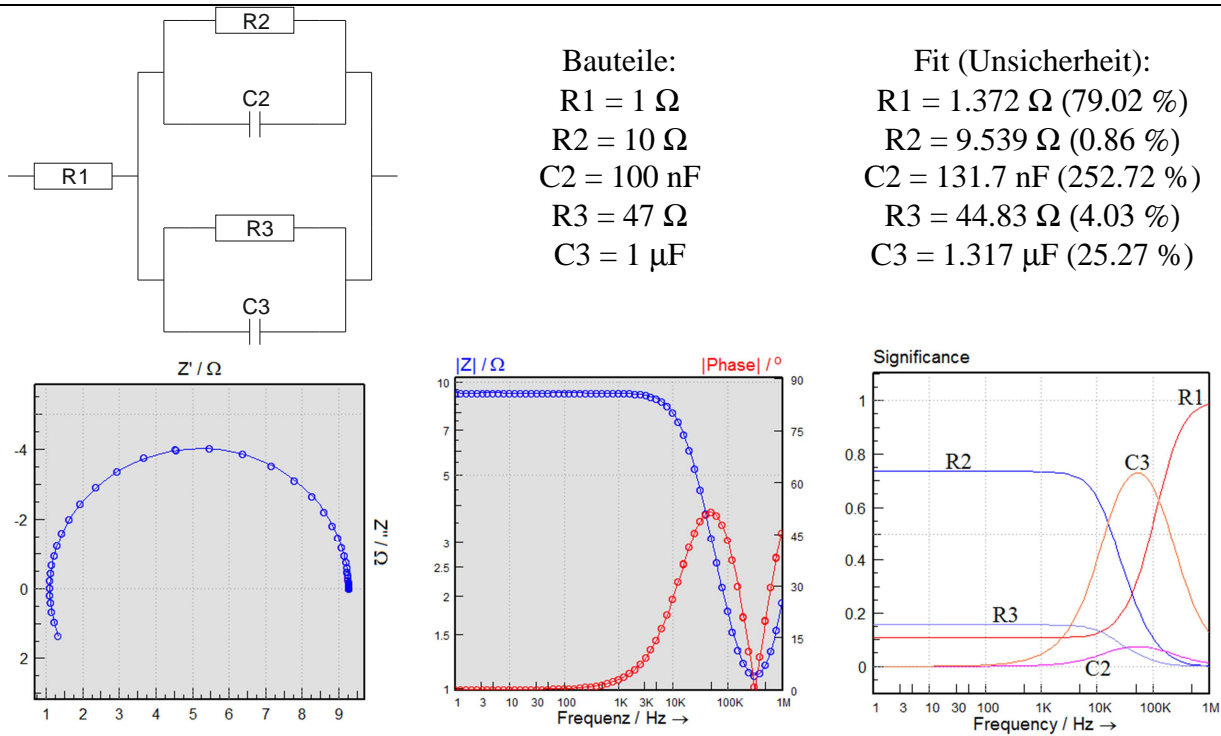 R2
C2
R1
R3
C3
Bauteile:
R1 = 1 Ω
R2 = 10 Ω
C2 = 100 nF
R3 = 47 Ω
C3 = 1 μF
Fit (Unsicherheit):
R1 = 1.372 Ω (79.02 %)
R2 = 9.539 Ω (0.86 %)
C2 = 131.7 nF (252.72 %)
R3 = 44.83 Ω (4.03 %)
C3 = 1.317 μF (25.27 %)
Z' / Ω
-4
-2
0
2
Z'' / Ω
1 2 3 4 5 6 7 8 9
|Z| / Ω |Phase| / °
10 90
7 75
5 60
45
3
2.5 30
2
1.5 15
1 0
1 3 10 30 100 1K 3K 10K 100K 1M
Frequenz / Hz →
Significance
1
0.8
0.6
0.4
0.2
0
R1
R2
C3
R3
C2
1 3 10 30 100 1K 10K 100K 1M
Frequency / Hz →